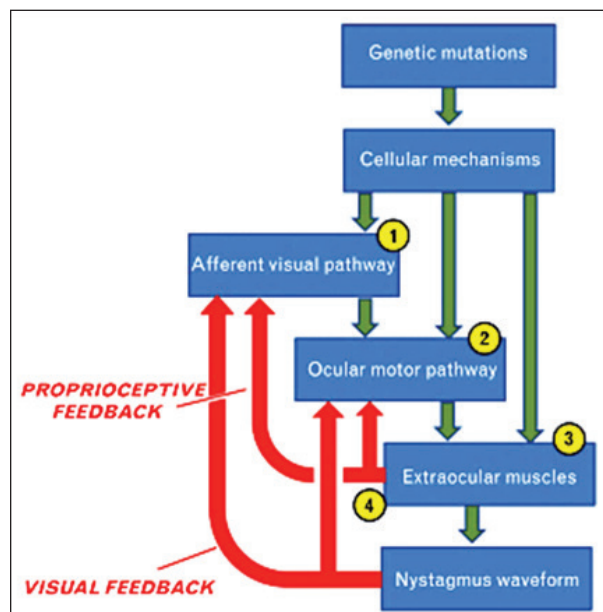 Genetic mutations
Cellular mechanisms
1
Afferent visual pathway
2
Ocular motor pathway
PROPRIOCEPTIVE
FEEDBACK
3
Extraocular muscles
4
VISUAL FEEDBACK
Nystagmus waveform